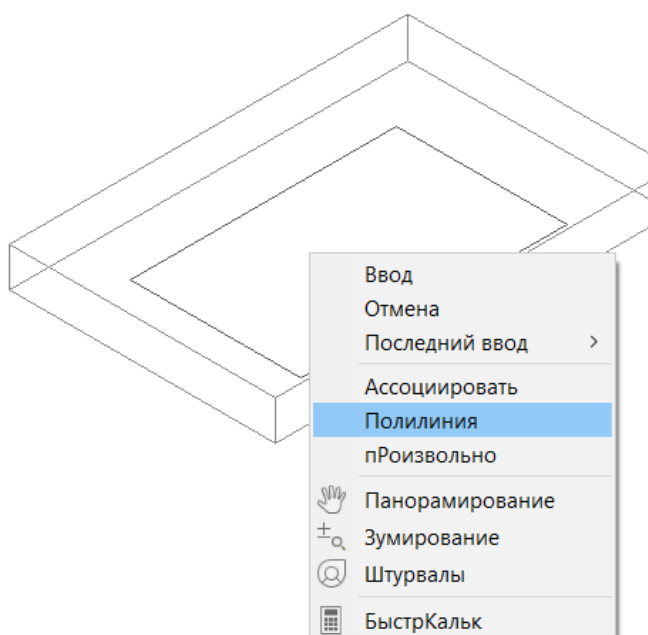 Ввод
Отмена
Последний ввод
Ассоциировать
Полилиния
пРоизвольно
Панорамирование
Зумирование
Штурвалы
БыстрКальк